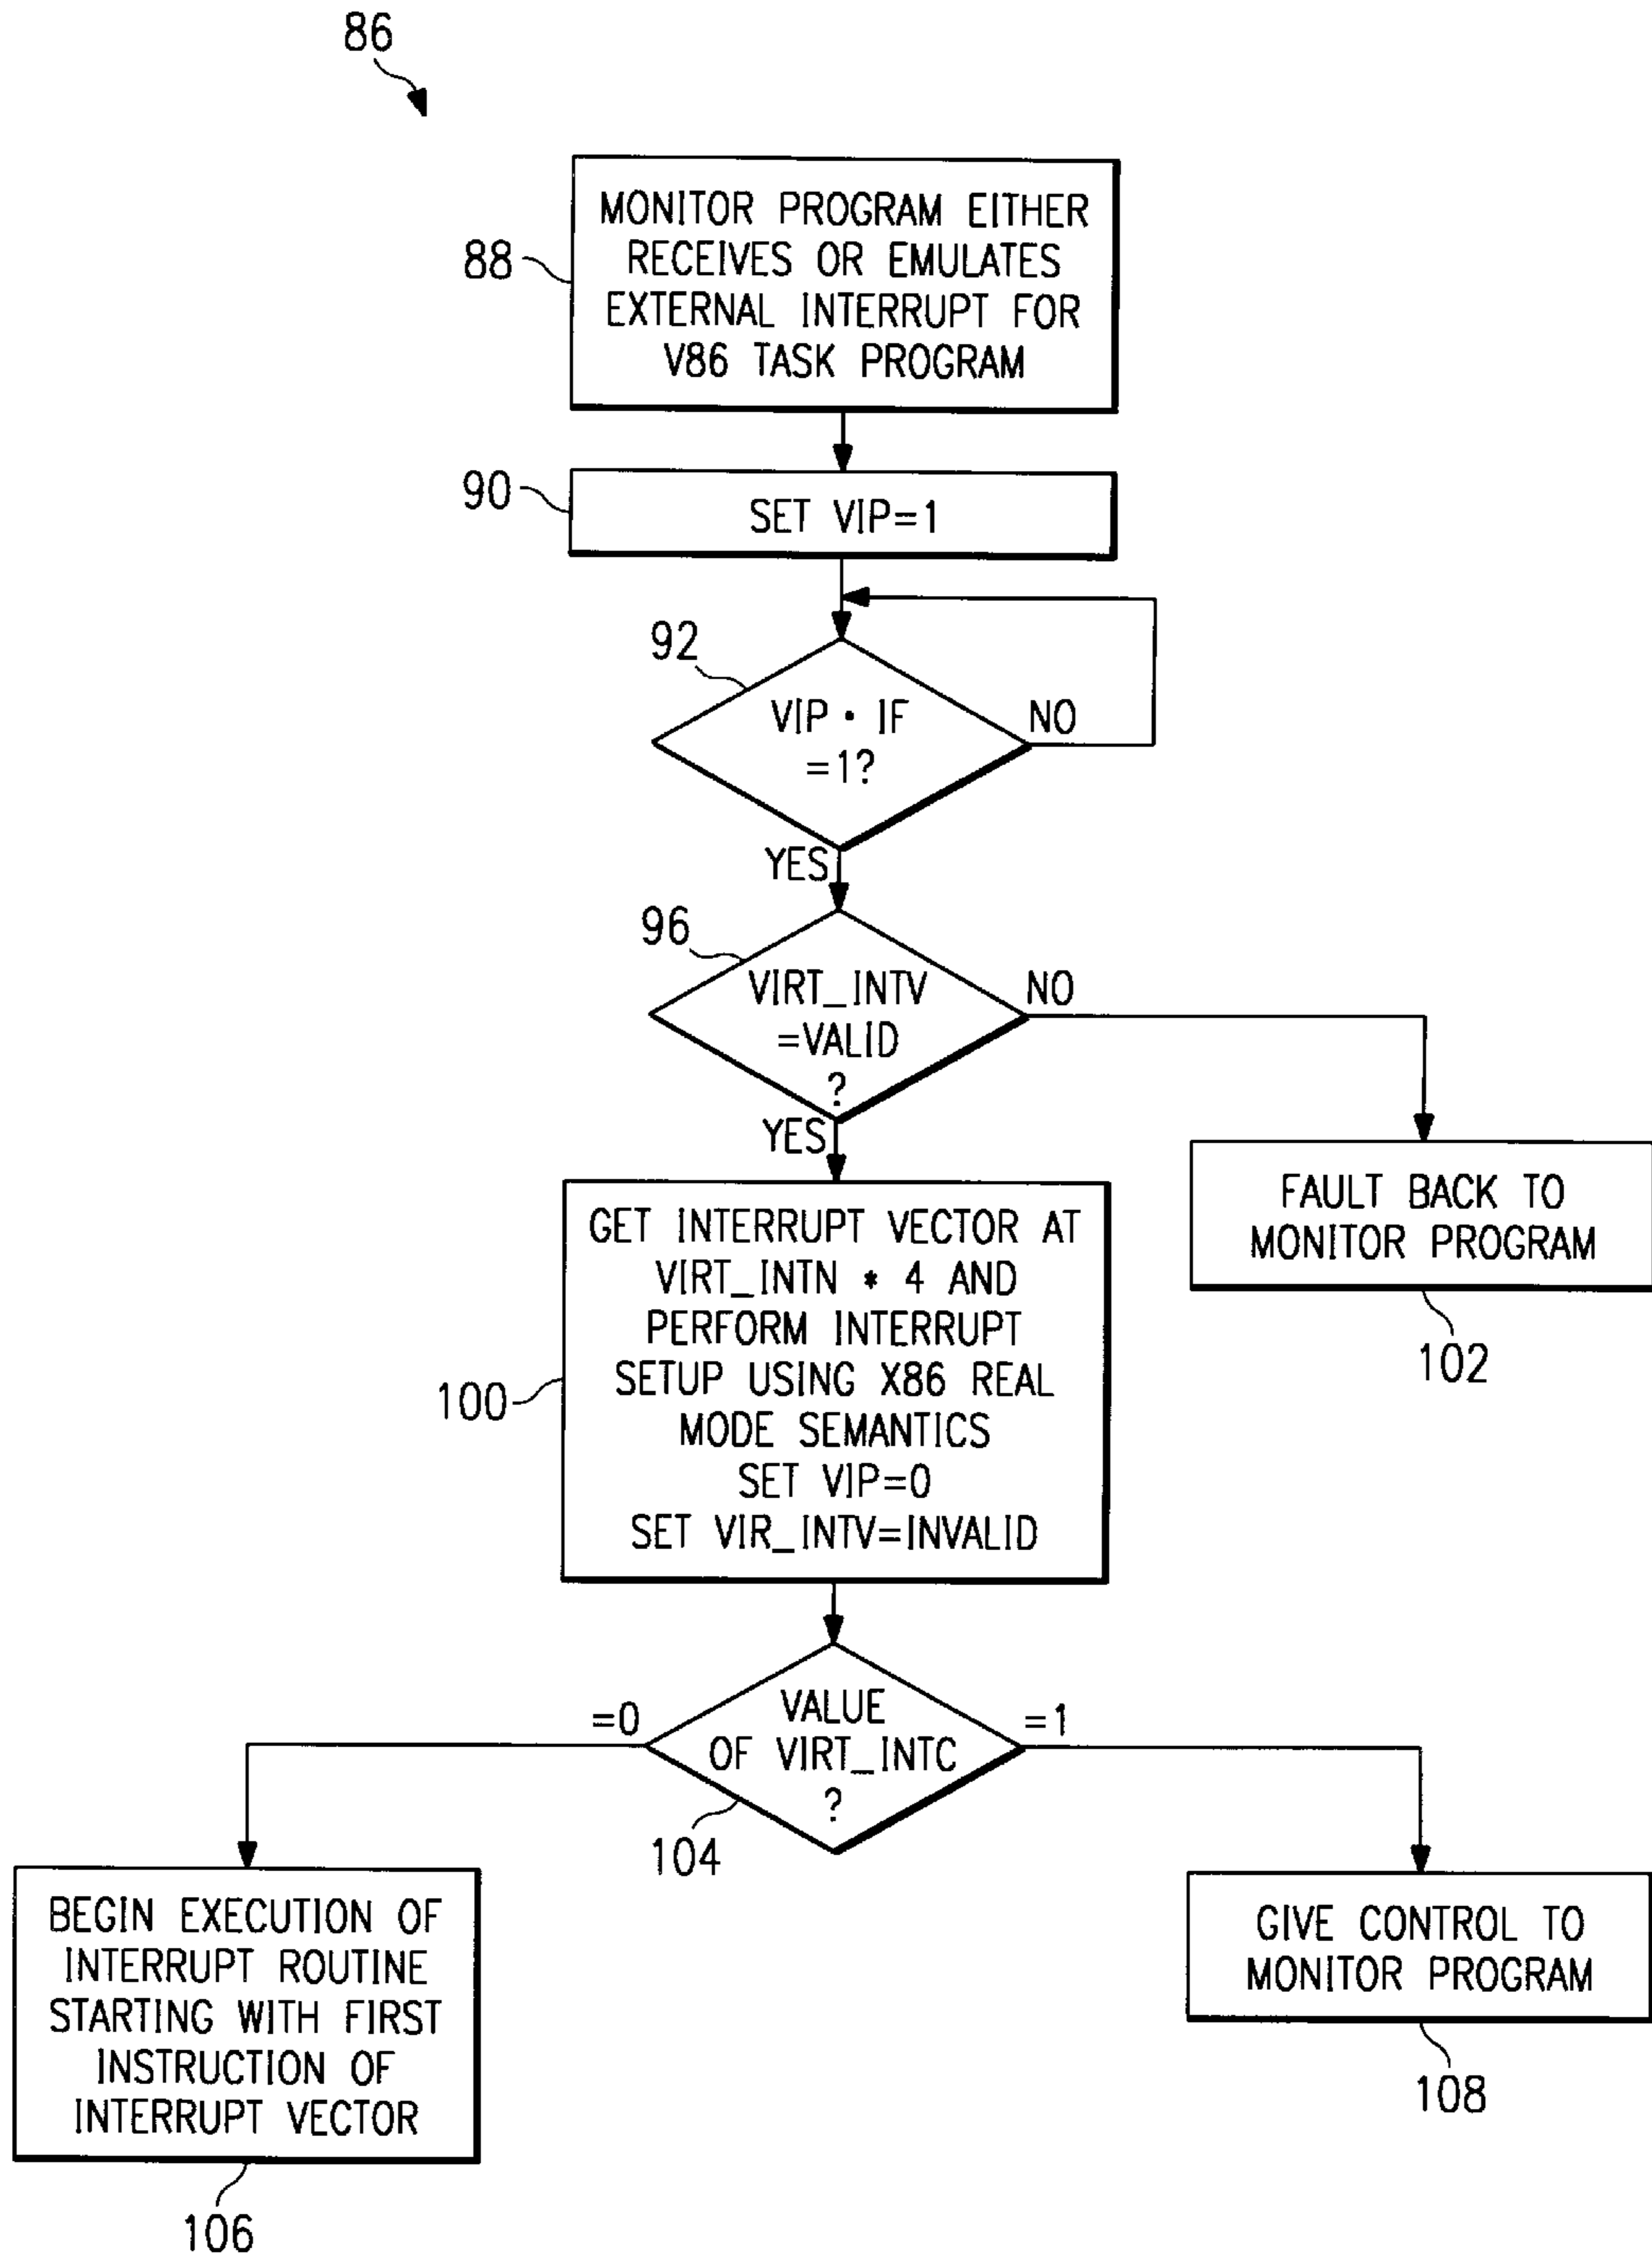 86
MONITOR PROGRAM EITHER
RECEIVES OR EMULATES
EXTERNAL INTERRUPT FOR
V86 TASK PROGRAM
88
90
SET VIP=1
92
VIP · IF
=1?
NO
YES
96
VIRT_INTV
=VALID
?
NO
YES
FAULT BACK TO
MONITOR PROGRAM
102
GET INTERRUPT VECTOR AT
VIRT_INTN * 4 AND
PERFORM INTERRUPT
SETUP USING X86 REAL
MODE SEMANTICS
SET VIP=0
SET VIR_INTV=INVALID
100
VALUE
OF VIRT_INTC
?
=0
=1
104
BEGIN EXECUTION OF
INTERRUPT ROUTINE
STARTING WITH FIRST
INSTRUCTION OF
INTERRUPT VECTOR
106
GIVE CONTROL TO
MONITOR PROGRAM
108